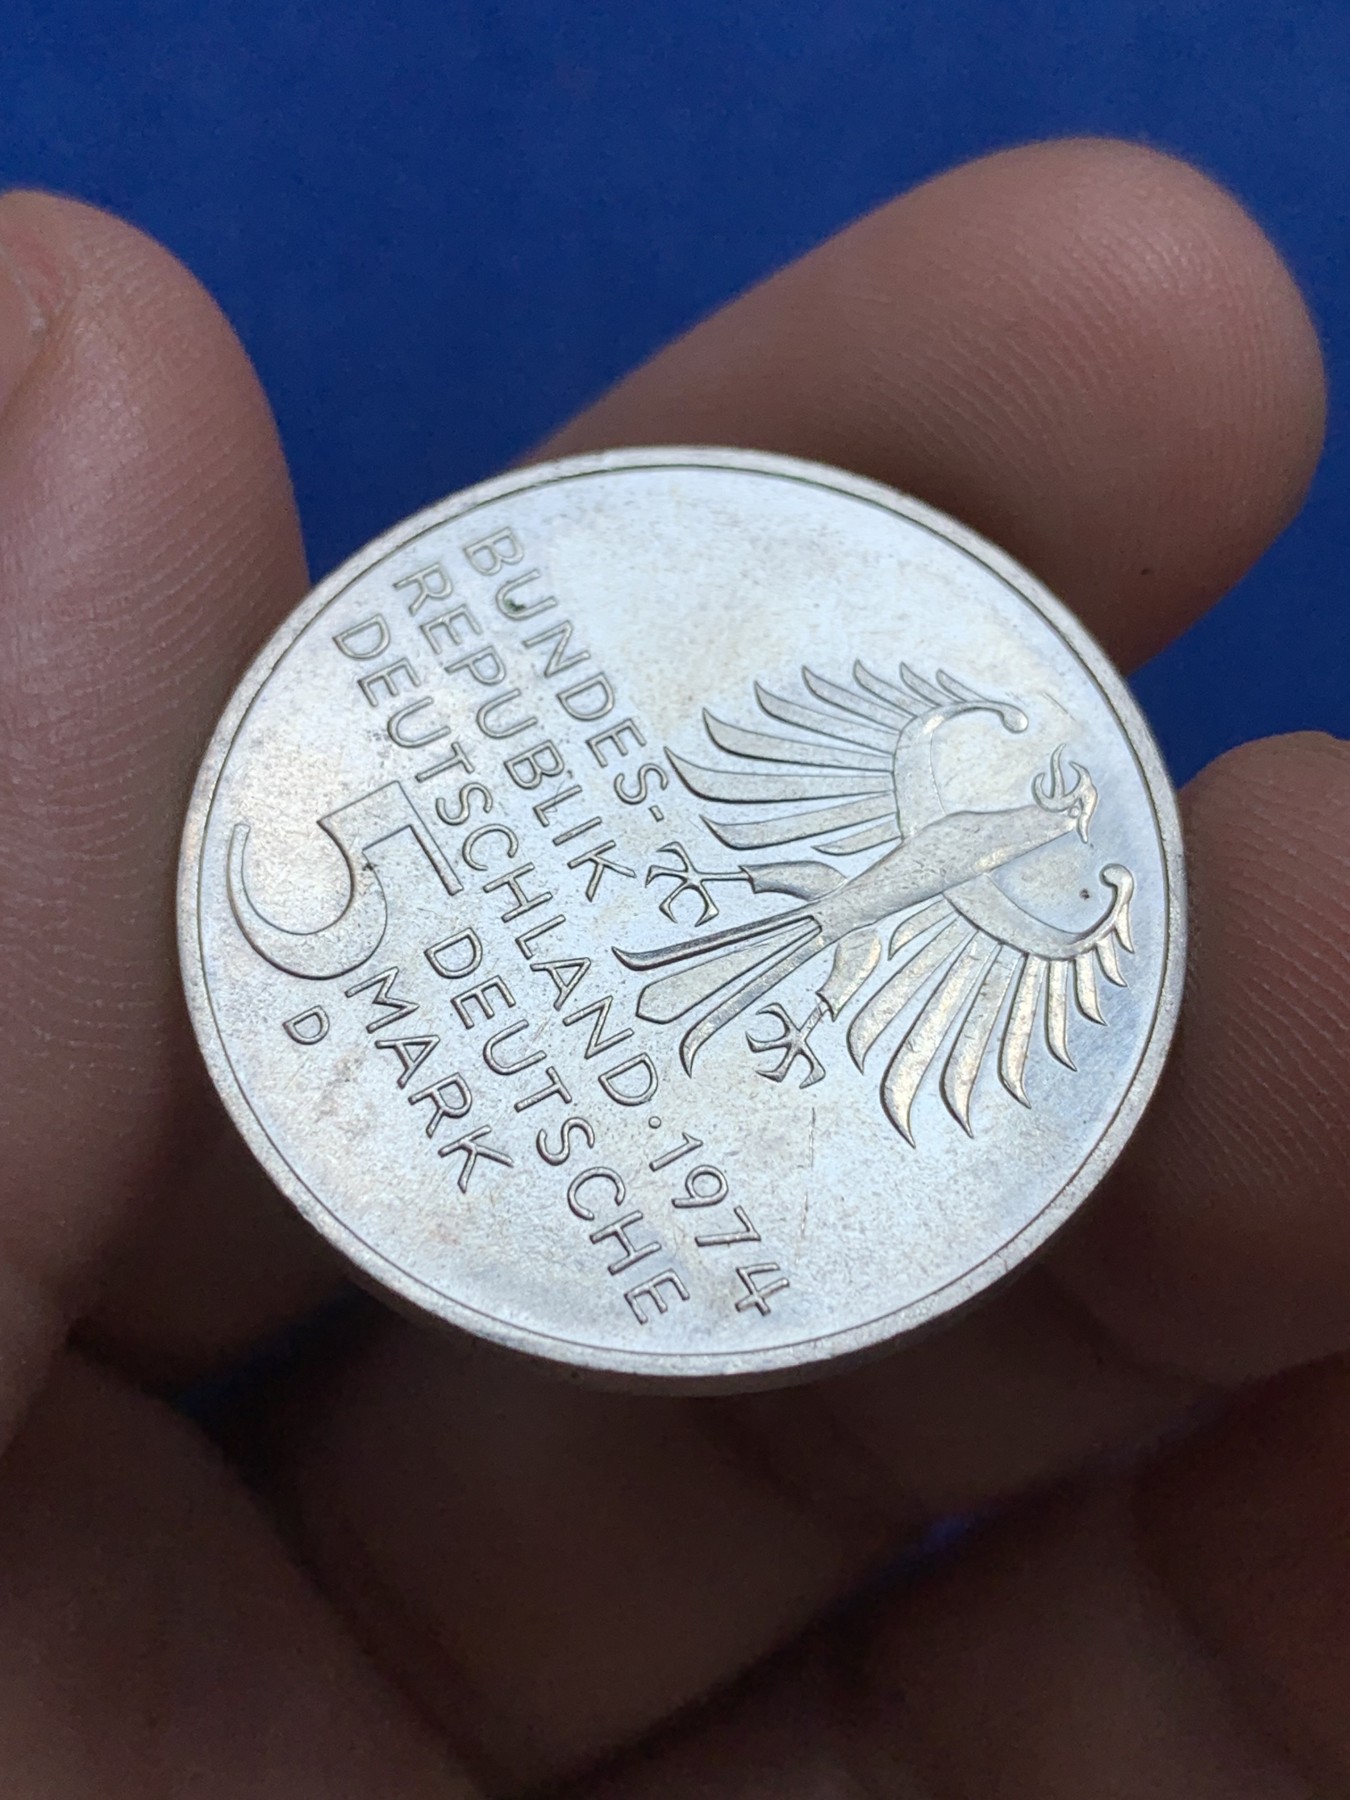 BUNDES-
REPUBLIK
DEUTSCHLAND·1974
5 DEUTSCHE
MARK
D